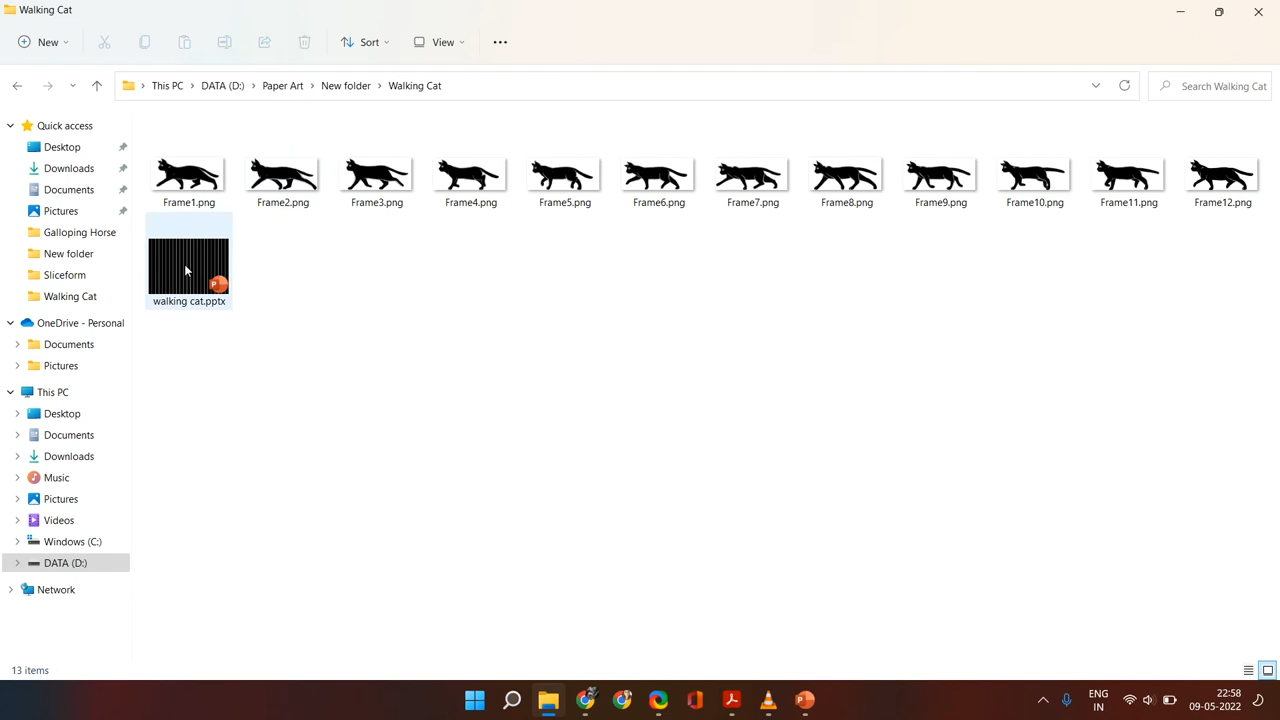 Walking Cat
New Sort View
This PC DATA (D:) Paper Art New folder Walking Cat Search Walking Cat
Quick access
Desktop
Downloads
Documents
Pictures
Galloping Horse
New folder
Sliceform
Walking Cat
OneDrive - Personal
Documents
Pictures
This PC
Desktop
Documents
Downloads
Music
Pictures
Videos
Windows (C:)
DATA (D:)
Network
Frame1.png Frame2.png Frame3.png Frame4.png Frame5.png Frame6.png Frame7.png Frame8.png Frame9.png Frame10.png Frame11.png Frame12.png
P
walking cat.pptx
13 items
ENG
IN
22:58
09-05-2022